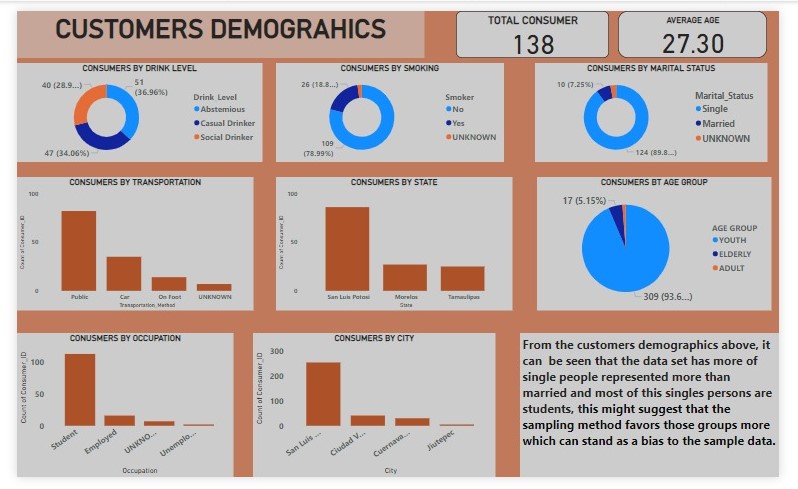 CUSTOMERS DEMOGRAHICS
TOTAL CONSUMER
138
AVERAGE AGE
27.30
CONSUMERS BY DRINK LEVEL
40 (28.9...)
51
(36.96%)
47 (34.06%)
Drink_Level
Abstemious
Casual Drinker
Social Drinker
CONSUMERS BY SMOKING
26 (18.8...)
109
(78.99%)
Smoker
No
Yes
UNKNOWN
CONSUMERS BY MARITAL STATUS
10 (7.25%)
124 (89.8...)
Marital_Status
Single
Married
UNKNOWN
CONSUMERS BY TRANSPORTATION
Count of Consumer_ID
100
50
0
Public
Car
On Foot
UNKNOWN
Transportation_Method
CONSUMERS BY STATE
Count of Consumer_ID
100
50
0
San Luis Potosi
Morelos
Tamaulipas
State
CONSUMERS BT AGE GROUP
17 (5.15%)
309 (93.6...)
AGE GROUP
YOUTH
ELDERLY
ADULT
CONUSMERS BY OCCUPATION
Count of Consumer_ID
100
50
0
Student
Employed
UNKNO...
Unemplo...
Occupation
CONSUMERS BY CITY
Count of Consumer_ID
300
200
100
0
San Luis ...
Ciudad V...
Cuernava...
Jiutepec
City
From the customers demographics above, it
can be seen that the data set has more of
single people represented more than
married and most of this singles persons are
students, this might suggest that the
sampling method favors those groups more
which can stand as a bias to the sample data.